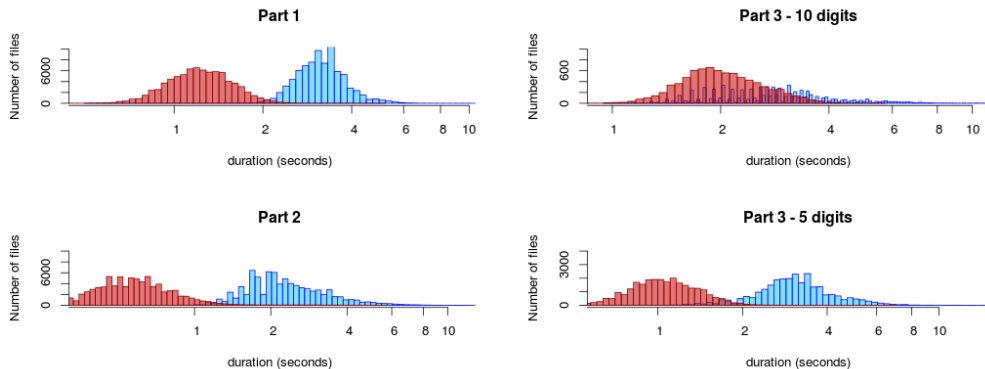 Part 1
Number of files
0
6000
1 2 4 6 8 10
duration (seconds)
Part 3 - 10 digits
Number of files
0
600
1 2 4 6 8 10
duration (seconds)
Part 2
Number of files
0
6000
1 2 4 6 8 10
duration (seconds)
Part 3 - 5 digits
Number of files
0
3000
1 2 4 6 8 10
duration (seconds)